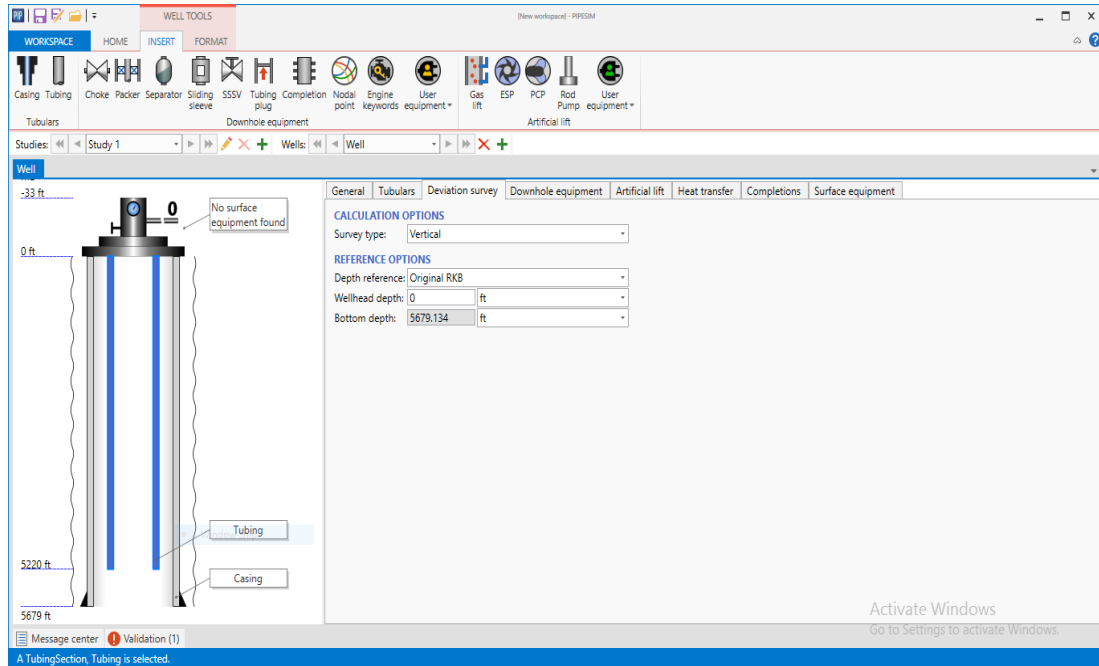 PIP WELL TOOLS [New workspace] - PIPESIM
WORKSPACE HOME INSERT FORMAT
Casing Tubing Choke Packer Separator Sliding sleeve SSSV Tubing plug Completion Nodal point Engine keywords User equipment Gas lift ESP PCP Rod Pump User equipment
Tubulars Downhole equipment Artificial lift
Studies: Study 1 Wells: Well
Well
-33 ft
No surface
equipment found
0
0 ft
Tubing
5220 ft
Casing
5679 ft
General Tubulars Deviation survey Downhole equipment Artificial lift Heat transfer Completions Surface equipment
CALCULATION OPTIONS
Survey type: Vertical
REFERENCE OPTIONS
Depth reference: Original RKB
Wellhead depth: 0 ft
Bottom depth: 5679.134 ft
Activate Windows
Go to Settings to activate Windows.
Message center Validation (1)
A TubingSection, Tubing is selected.